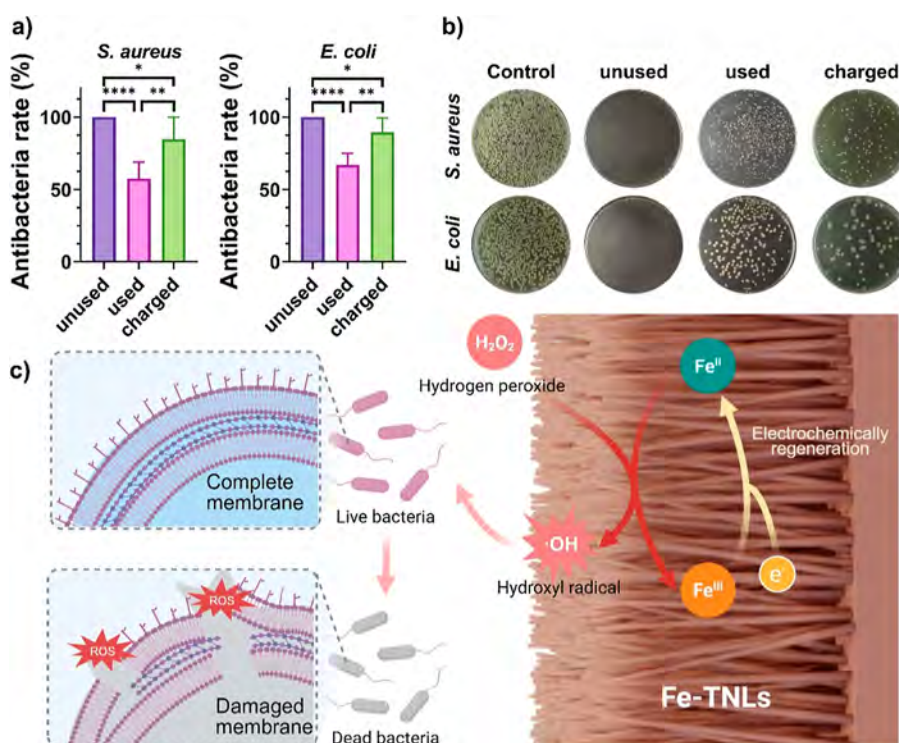 a)
S. aureus
E. coli
Antibacteria rate (%)
100
50
0
*
****
**
unused
used
charged
Antibacteria rate (%)
100
50
0
*
****
**
unused
used
charged
b)
Control
unused
used
charged
S. aureus
E. coli
c)
Complete
membrane
Live bacteria
ROS
ROS
Damaged
membrane
Dead bacteria
H₂O₂
Hydrogen peroxide
·OH
Hydroxyl radical
Feᴵᴵ
Electrochemically
regeneration
Feᴵᴵᴵ
e⁻
Fe-TNLs